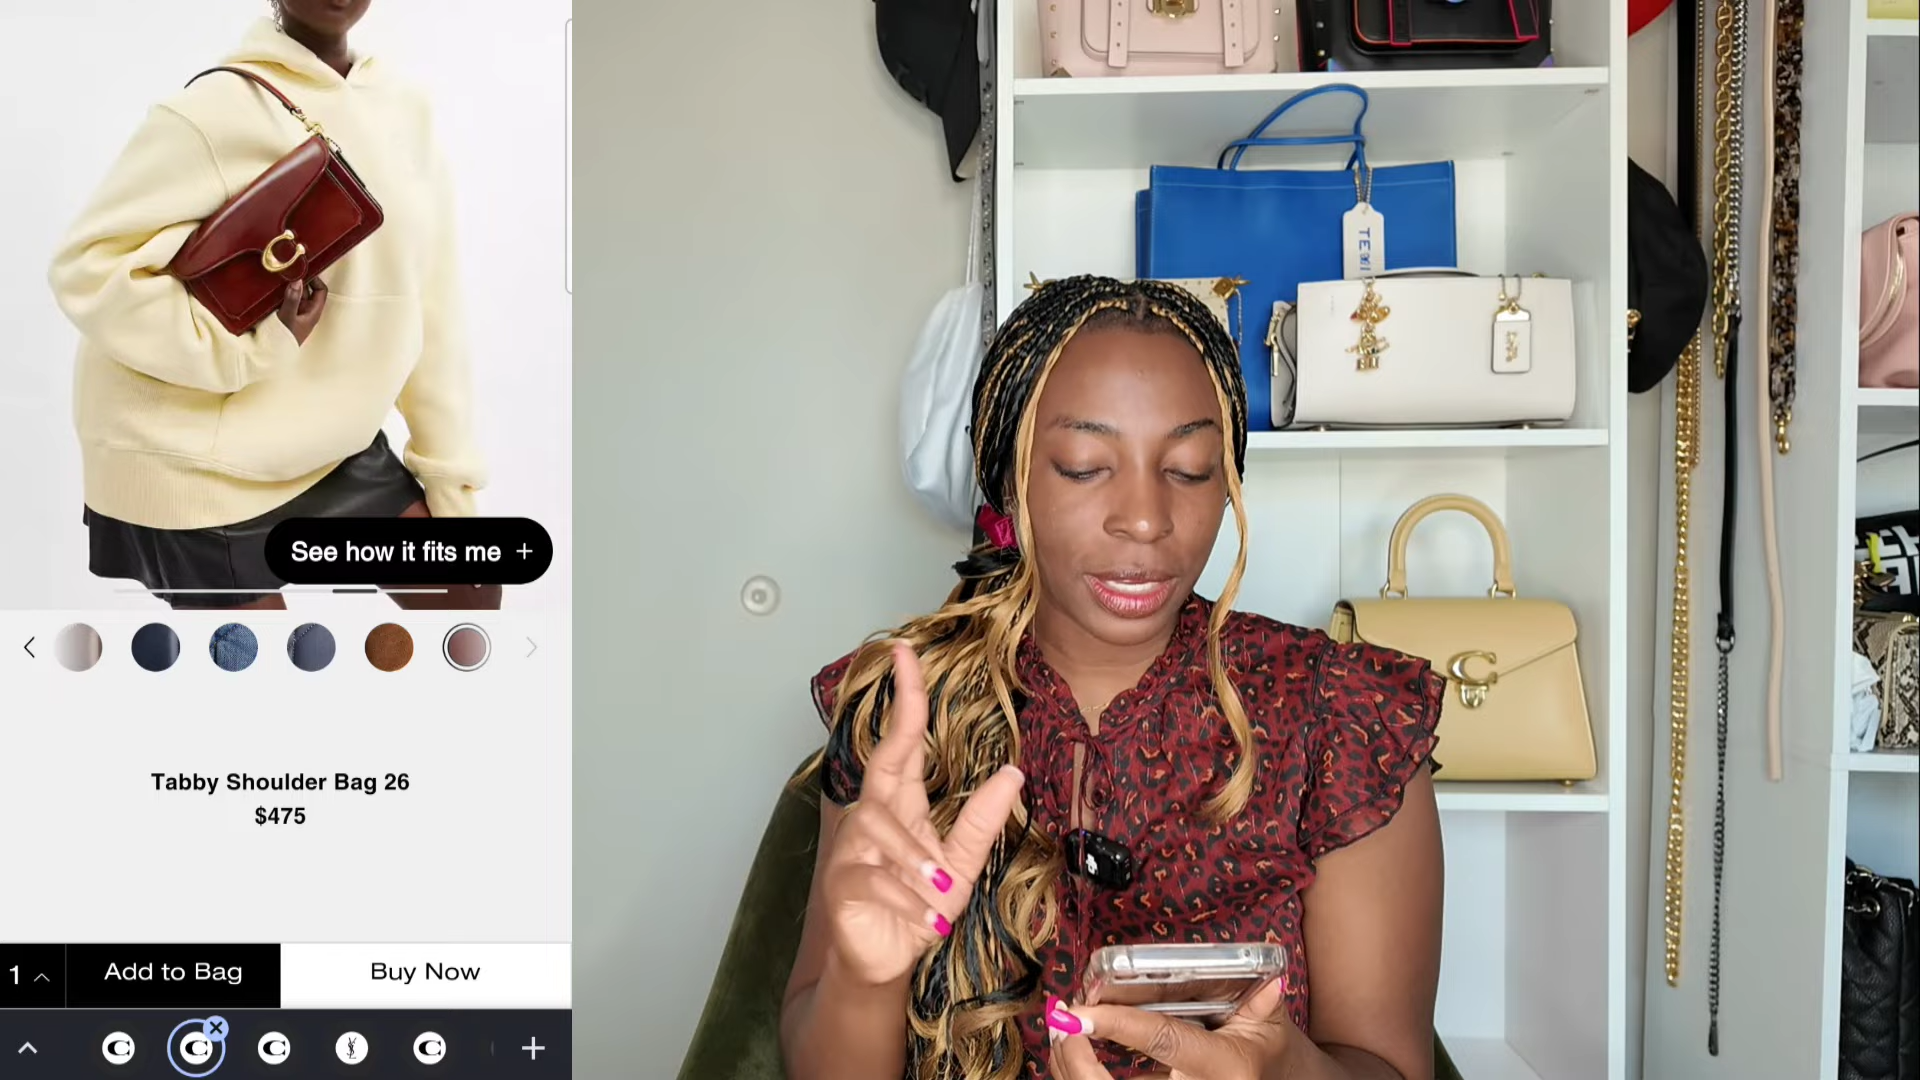 See how it fits me +
Tabby Shoulder Bag 26
$475
1
Add to Bag
Buy Now